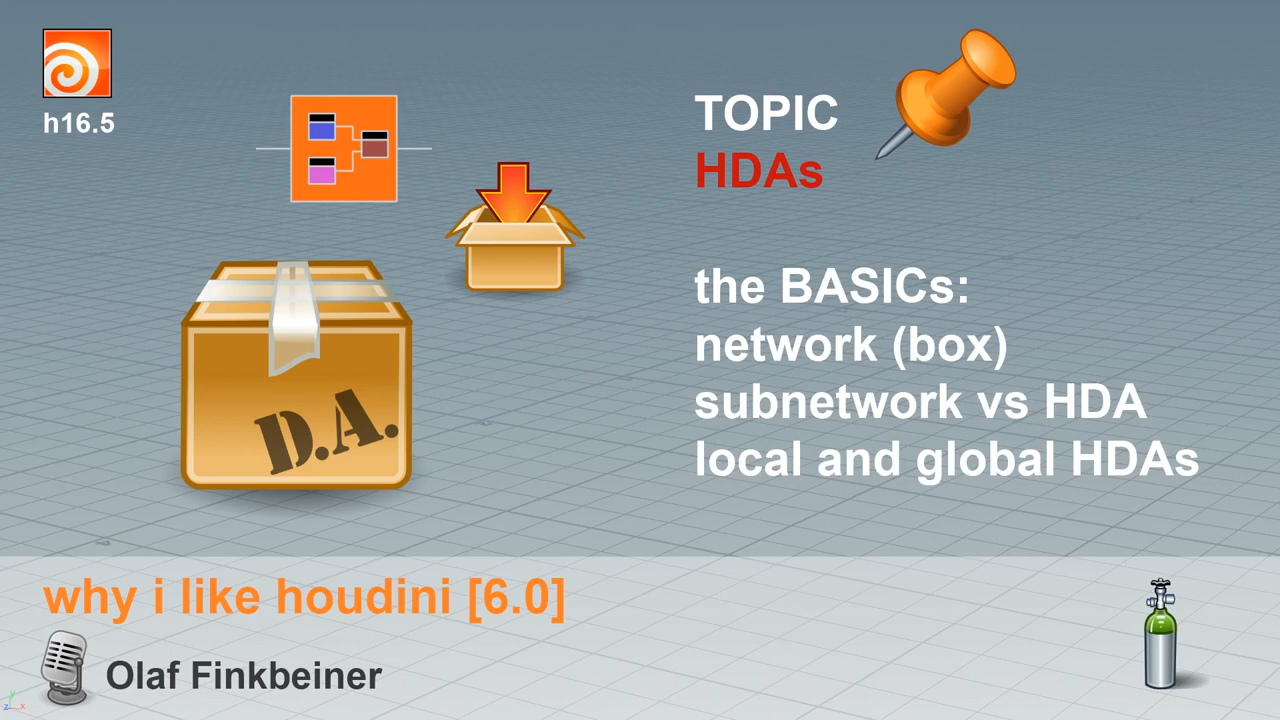 h16.5
TOPIC
HDAs
the BASICs:
network (box)
subnetwork vs HDA
local and global HDAs
D.A.
why i like houdini [6.0]
Olaf Finkbeiner